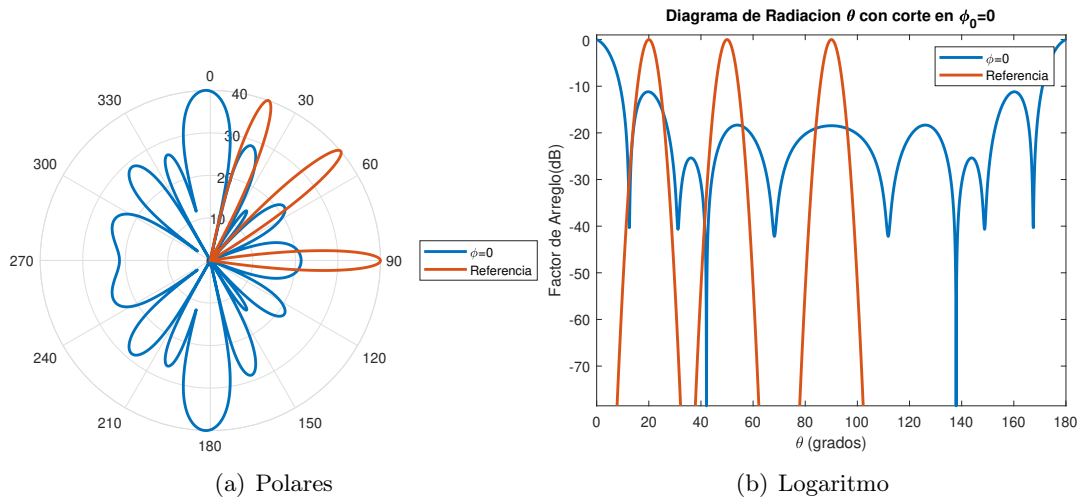 0
30
60
90
120
150
180
210
240
270
300
330
10
20
30
40
φ=0
Referencia
(a) Polares
Diagrama de Radiacion θ con corte en ϕ₀=0
Factor de Arreglo(dB)
0
-10
-20
-30
-40
-50
-60
-70
0 20 40 60 80 100 120 140 160 180
θ (grados)
φ=0
Referencia
(b) Logaritmo